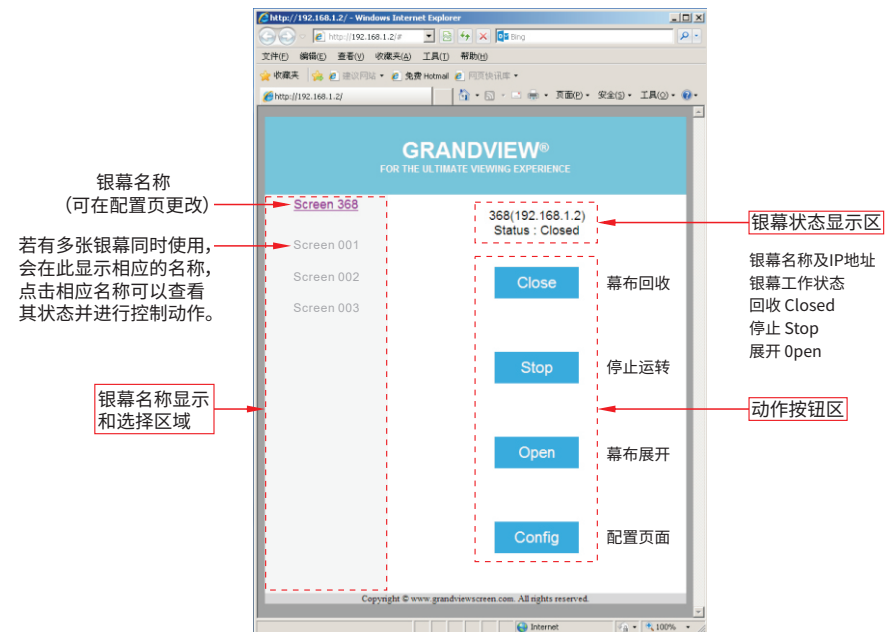 http://192.168.1.2/ - Windows Internet Explorer
http://192.168.1.2/#
Bing
文件(F) 编辑(E) 查看(V) 收藏夹(A) 工具(T) 帮助(H)
收藏夹 建议网站 免费 Hotmail 网页快讯库
http://192.168.1.2/
页面(P) 安全(S) 工具(O)
GRANDVIEW®
FOR THE ULTIMATE VIEWING EXPERIENCE
银幕名称
(可在配置页更改)
Screen 368
若有多张银幕同时使用,
会在此显示相应的名称,
点击相应名称可以查看
其状态并进行控制动作。
Screen 001
Screen 002
Screen 003
银幕名称显示
和选择区域
368(192.168.1.2)
Status : Closed
银幕状态显示区
银幕名称及IP地址
银幕工作状态
回收 Closed
停止 Stop
展开 0pen
Close 幕布回收
Stop 停止运转
动作按钮区
Open 幕布展开
Config 配置页面
Copyright © www.grandviewscreen.com. All rights reserved.
Internet
100%